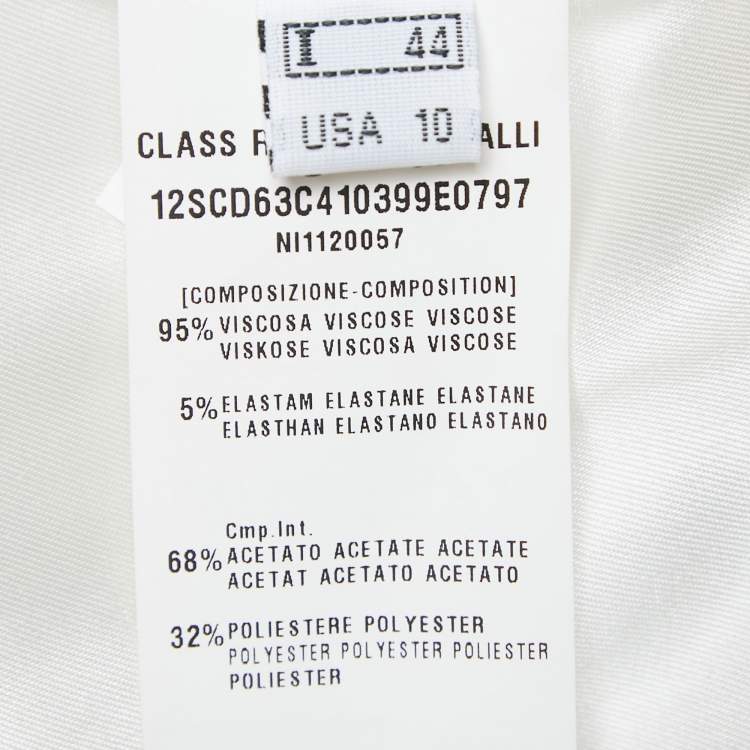 I 44
USA 10
CLASS R ALLI
12SCD63C410399E0797
NI1120057
[COMPOSIZIONE-COMPOSITION]
95% VISCOSA VISCOSE VISCOSE
VISKOSE VISCOSA VISCOSE
5% ELASTAM ELASTANE ELASTANE
ELASTHAN ELASTANO ELASTANO
Cmp.Int.
68% ACETATO ACETATE ACETATE
ACETAT ACETATO ACETATO
32% POLIESTERE POLYESTER
POLYESTER POLYESTER POLIESTER
POLIESTER